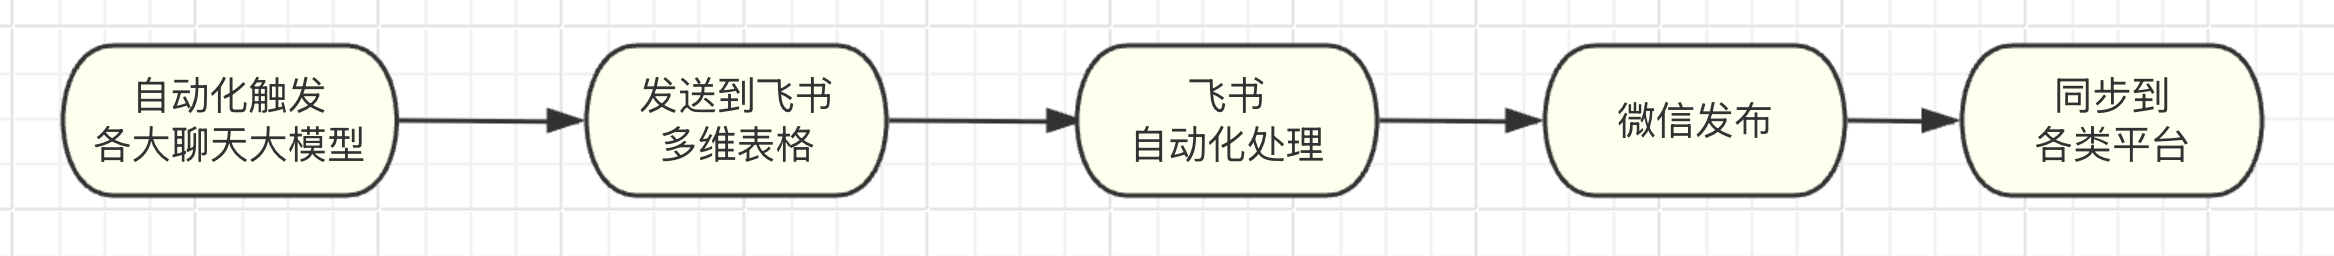 自动化触发
各大聊天大模型
发送到飞书
多维表格
飞书
自动化处理
微信发布
同步到
各类平台